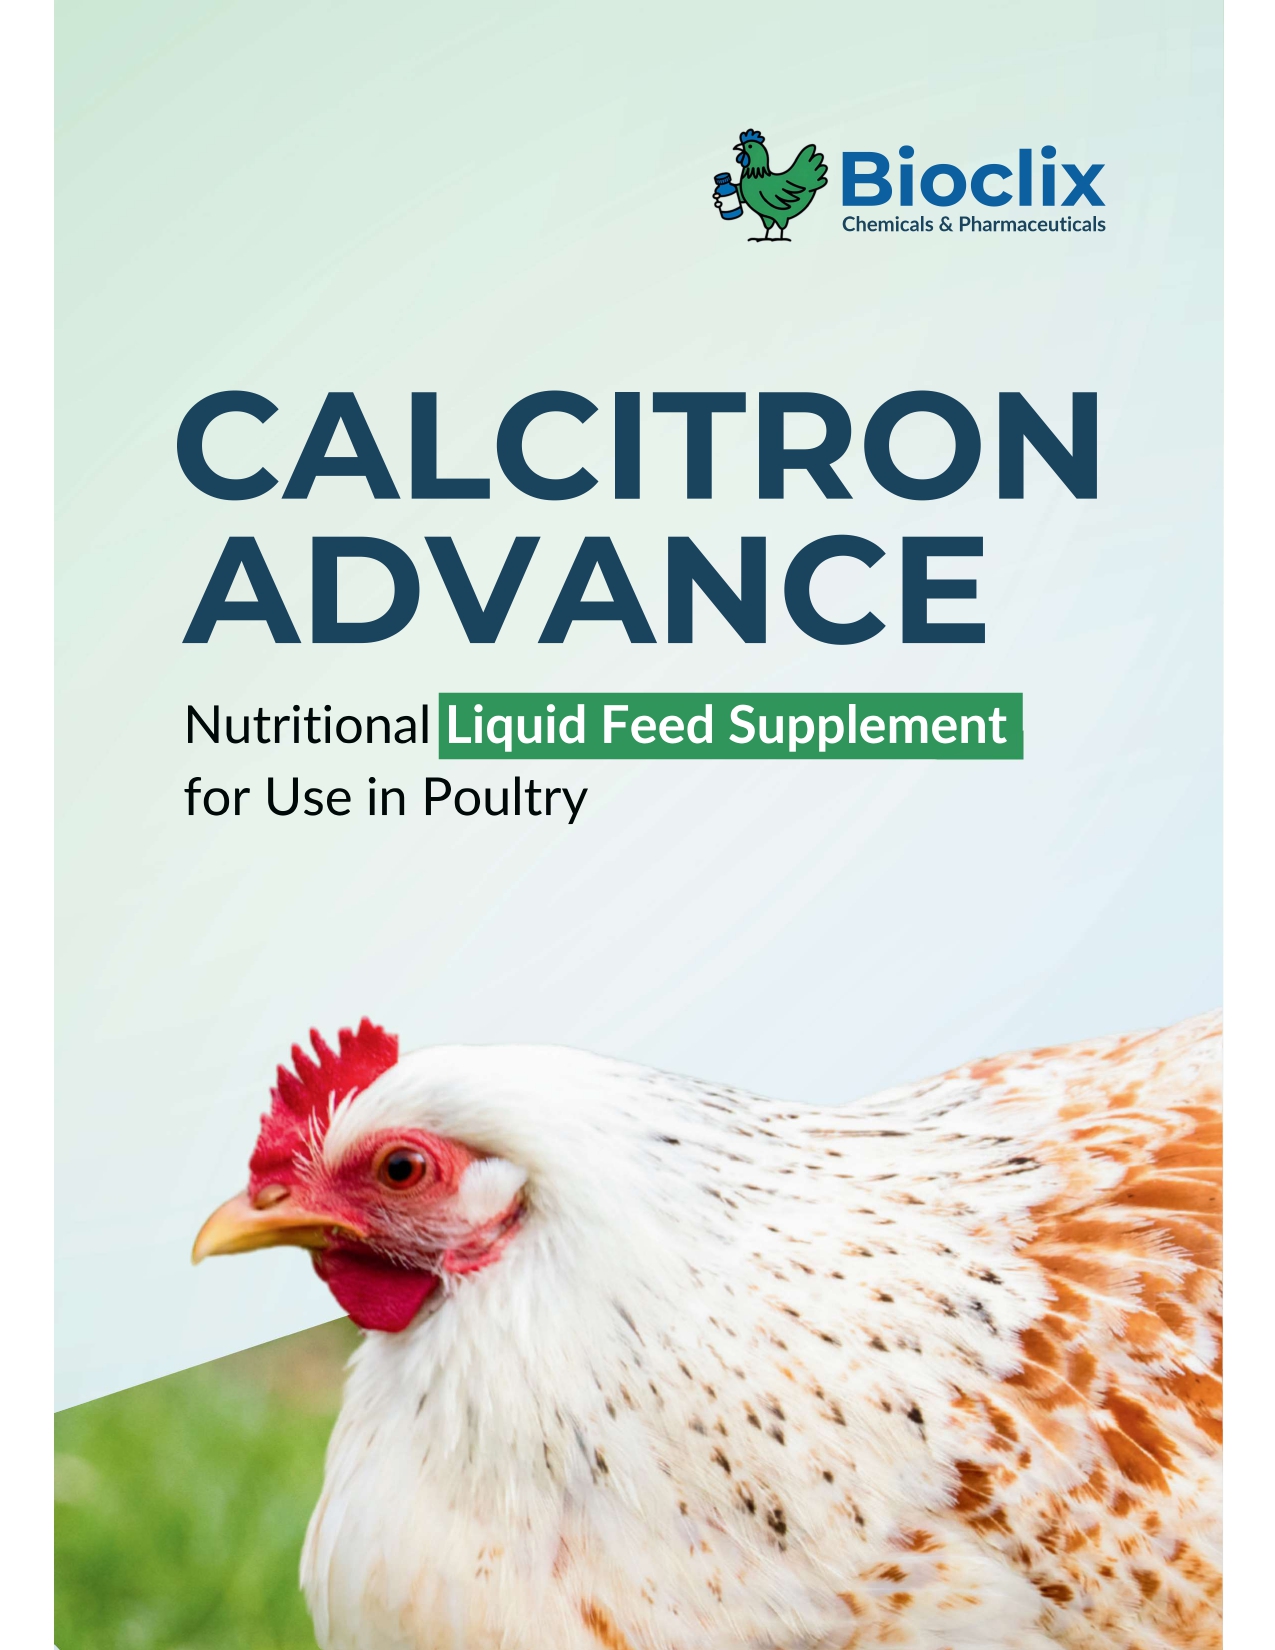 Bioclix
Chemicals & Pharmaceuticals
CALCITRON
ADVANCE
Nutritional Liquid Feed Supplement
for Use in Poultry